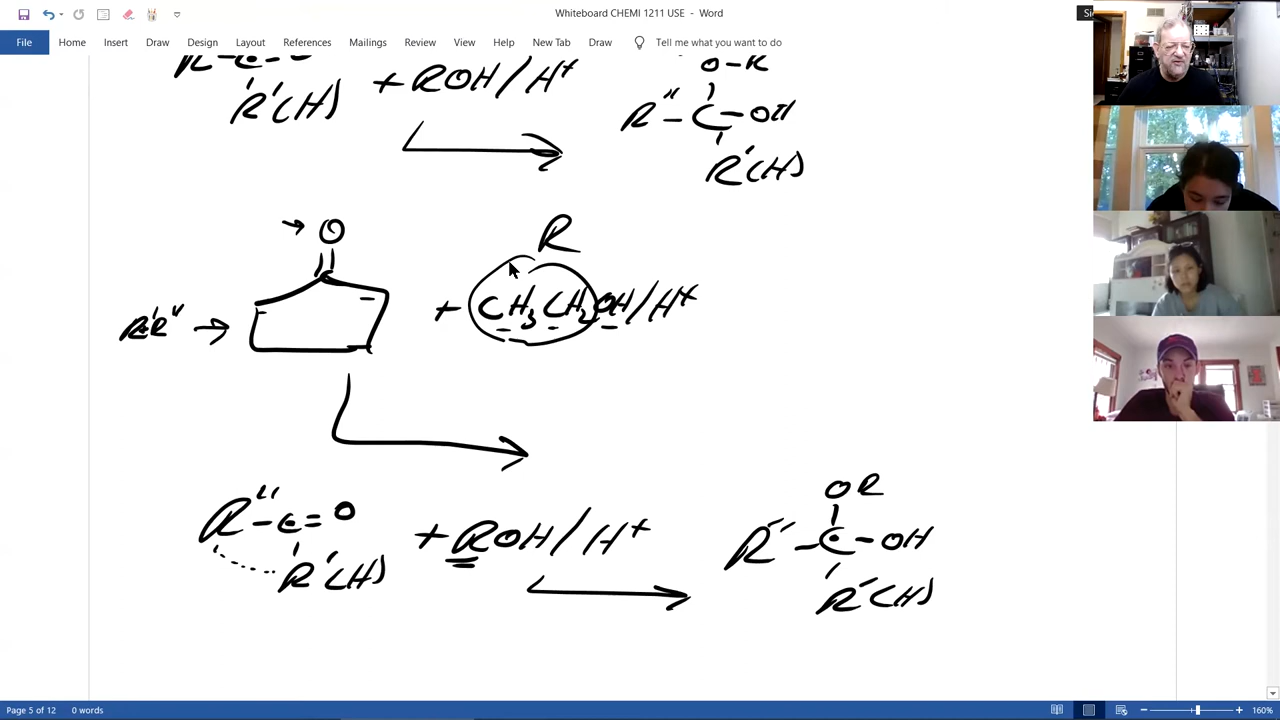 Whiteboard CHEMI 1211 USE - Word
File Home Insert Draw Design Layout References Mailings Review View Help New Tab Draw Tell me what you want to do
R-C=O
R'(H) + ROH/H+
O-R
R"-C-OH
R'(H)
O
R
R'R" → + CH3CH2OH/H+
R"-C=O
R'(H) + ROH/H+
OR
R"-C-OH
R'(H)
Page 5 of 12 0 words 160%